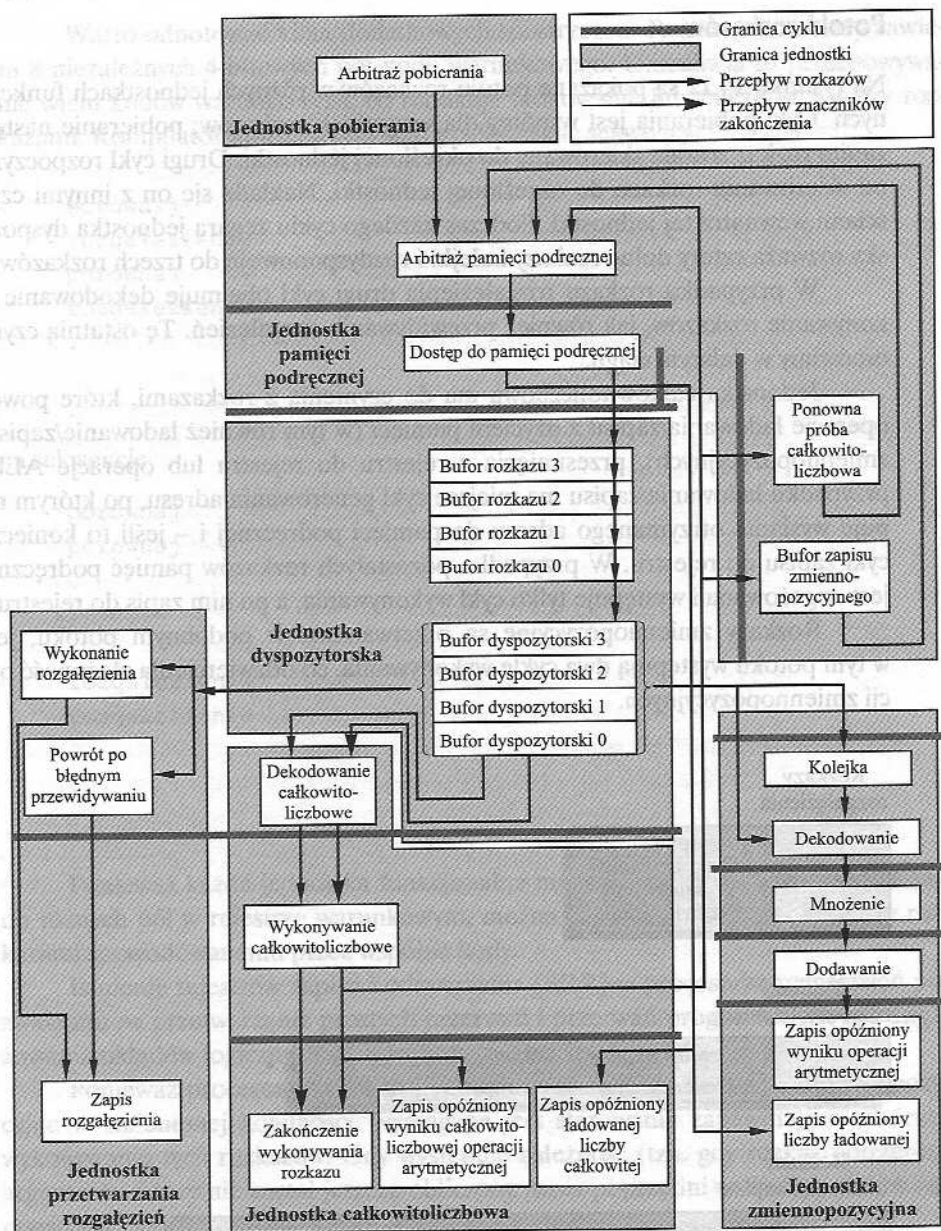 Arbitraż pobierania
Jednostka pobierania
Granica cyklu
Granica jednostki
Przepływ rozkazów
Przepływ znaczników
zakończenia
Arbitraż pamięci podręcznej
Jednostka
pamięci
podręcznej
Dostęp do pamięci podręcznej
Ponowna
próba
całkowito-
liczbowa
Bufor rozkazu 3
Bufor rozkazu 2
Bufor rozkazu 1
Bufor rozkazu 0
Bufor zapisu
zmienno-
pozycyjnego
Jednostka
dyspozytorska
Bufor dyspozytorski 3
Bufor dyspozytorski 2
Bufor dyspozytorski 1
Bufor dyspozytorski 0
Wykonanie
rozgałęzienia
Powrót po
błędnym
przewidywaniu
Dekodowanie
całkowito-
liczbowe
Kolejka
Dekodowanie
Mnożenie
Dodawanie
Wykonywanie
całkowitoliczbowe
Zapis opóźniony
wyniku operacji
arytmetycznej
Zapis
rozgałęzienia
Zakończenie
wykonywania
rozkazu
Zapis opóźniony
wyniku całkowito-
liczbowej operacji
arytmetycznej
Zapis opóźniony
ładowanej
liczby
całkowitej
Zapis opóźniony
liczby ładowanej
Jednostka
przetwarzania
rozgałęzień
Jednostka całkowitoliczbowa
Jednostka
zmiennopozycyjna